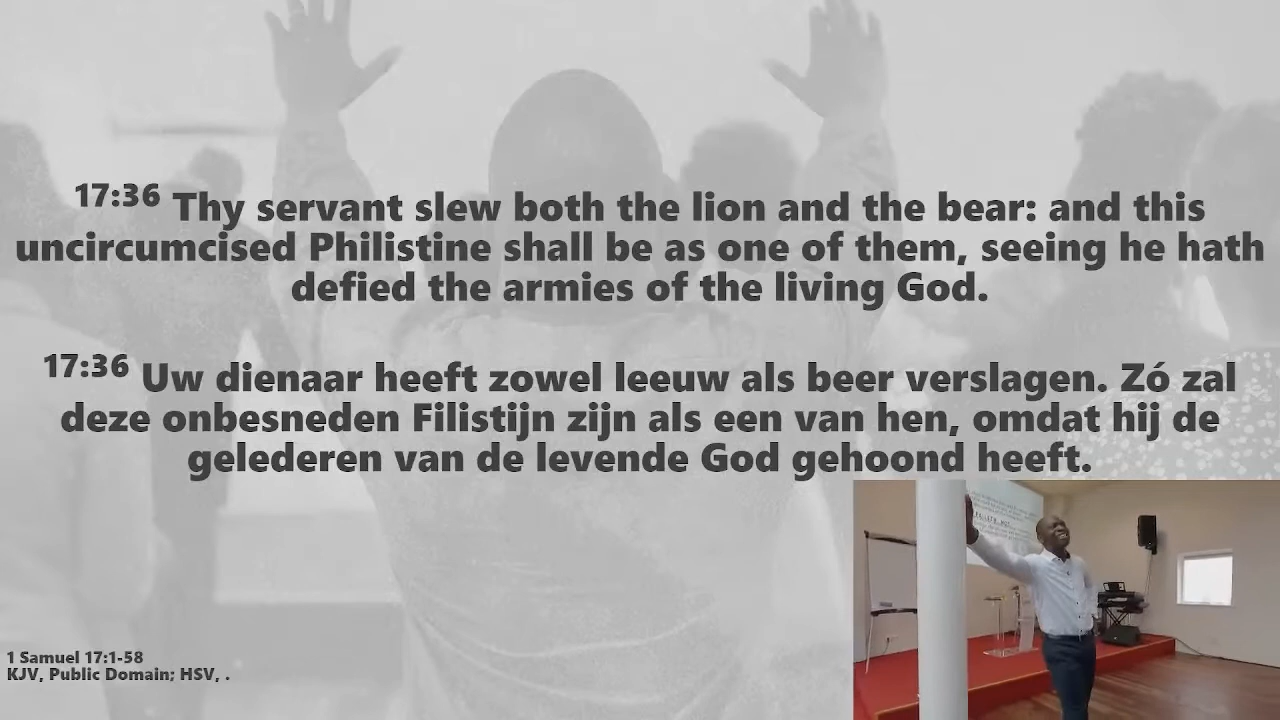 17:36 Thy servant slew both the lion and the bear: and this
uncircumcised Philistine shall be as one of them, seeing he hath
defied the armies of the living God.
17:36 Uw dienaar heeft zowel leeuw als beer verslagen. Zó zal
deze onbesneden Filistijn zijn als een van hen, omdat hij de
gelederen van de levende God gehoond heeft.
1 Samuel 17:1-58
KJV, Public Domain; HSV, .